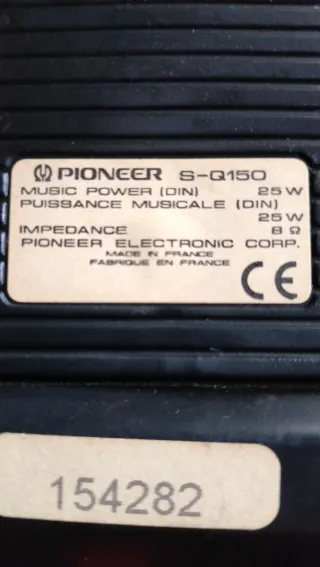 PIONEER S-Q150
MUSIC POWER (DIN) 25 W
PUISSANCE MUSICALE (DIN)
25 W
IMPEDANCE 8 Ω
PIONEER ELECTRONIC CORP.
MADE IN FRANCE
FABRIQUE EN FRANCE
CE
154282